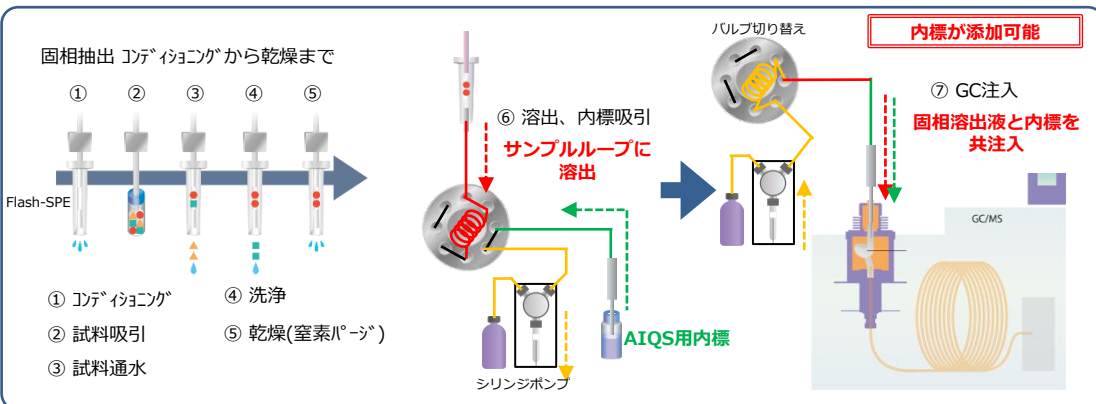 固相抽出 ｺﾝﾃﾞｨｼｮﾆﾝｸﾞから乾燥まで
① ② ③ ④ ⑤
Flash-SPE
① ｺﾝﾃﾞｨｼｮﾆﾝｸﾞ
② 試料吸引
③ 試料通水
④ 洗浄
⑤ 乾燥(窒素ﾊﾟｰｼﾞ)
⑥ 溶出、内標吸引
サンプルループに
溶出
AIQS用内標
シリンジポンプ
バルブ切り替え
内標が添加可能
⑦ GC注入
固相溶出液と内標を
共注入
GC/MS